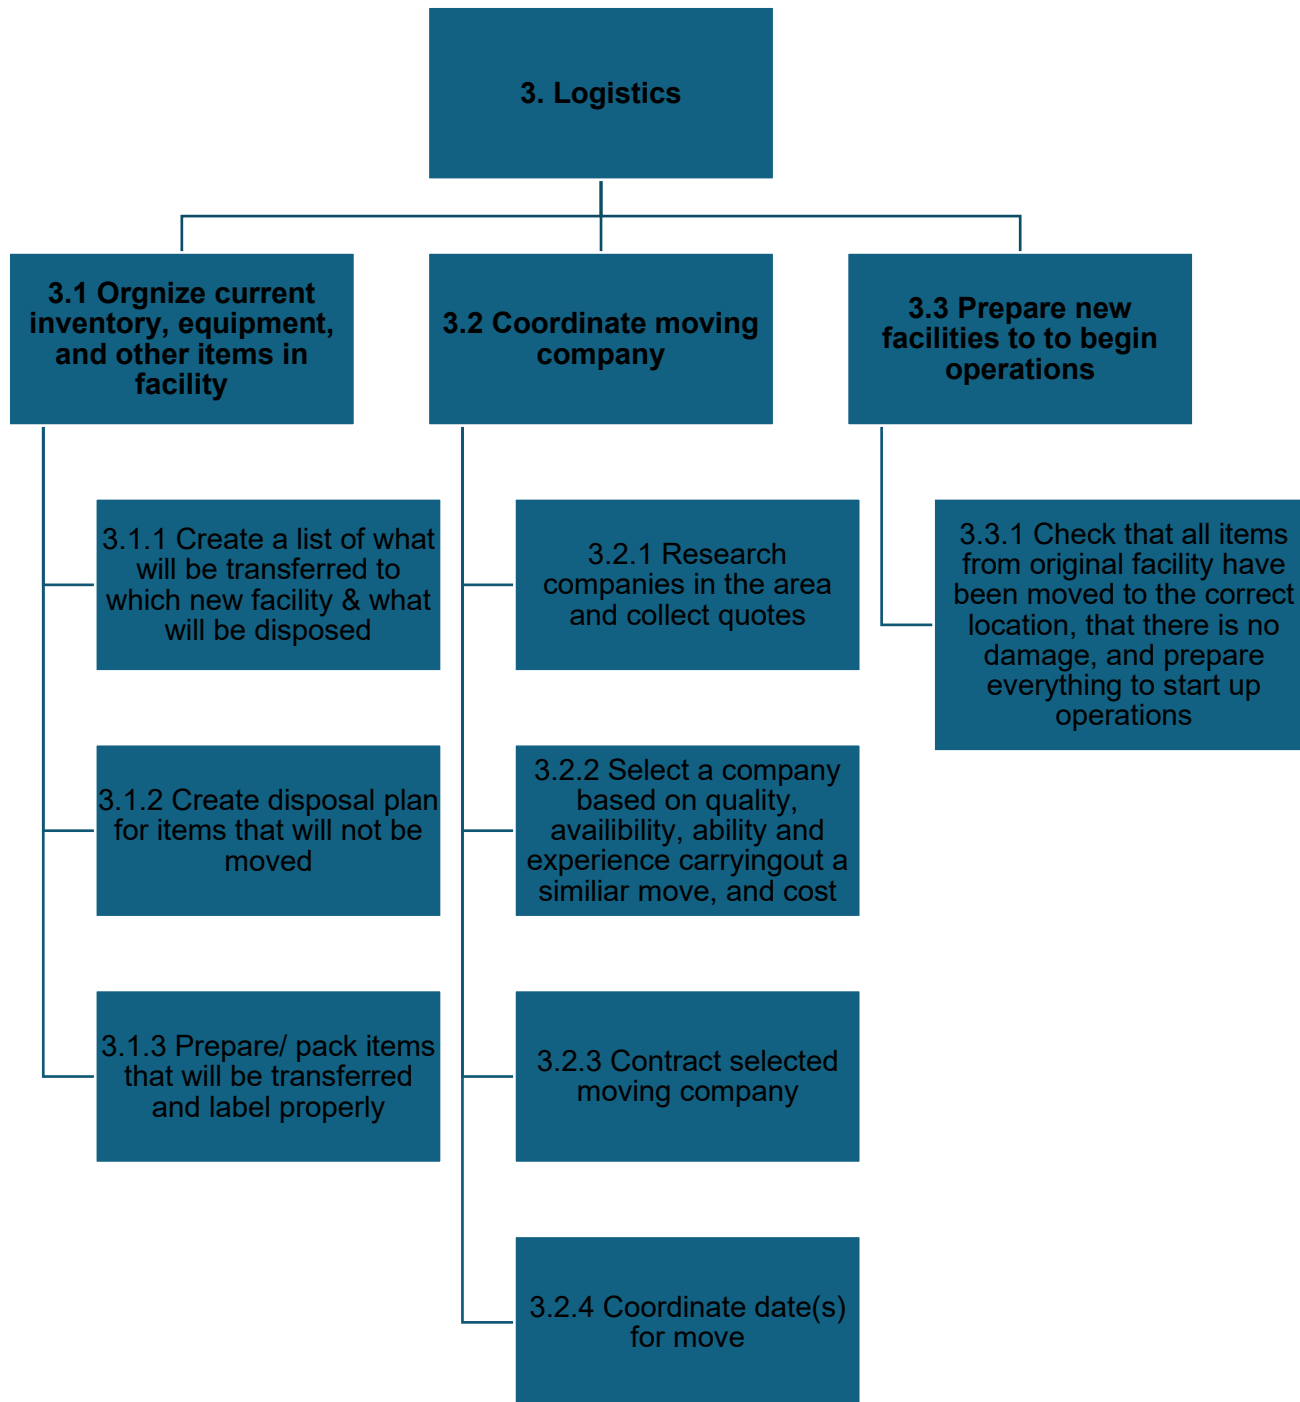 3. Logistics
3.1 Orgnize current
inventory, equipment,
and other items in
facility
3.2 Coordinate moving
company
3.3 Prepare new
facilities to to begin
operations
3.1.1 Create a list of what
will be transferred to
which new facility & what
will be disposed
3.2.1 Research
companies in the area
and collect quotes
3.3.1 Check that all items
from original facility have
been moved to the correct
location, that there is no
damage, and prepare
everything to start up
operations
3.1.2 Create disposal plan
for items that will not be
moved
3.2.2 Select a company
based on quality,
availibility, ability and
experience carryingout a
similiar move, and cost
3.1.3 Prepare/ pack items
that will be transferred
and label properly
3.2.3 Contract selected
moving company
3.2.4 Coordinate date(s)
for move